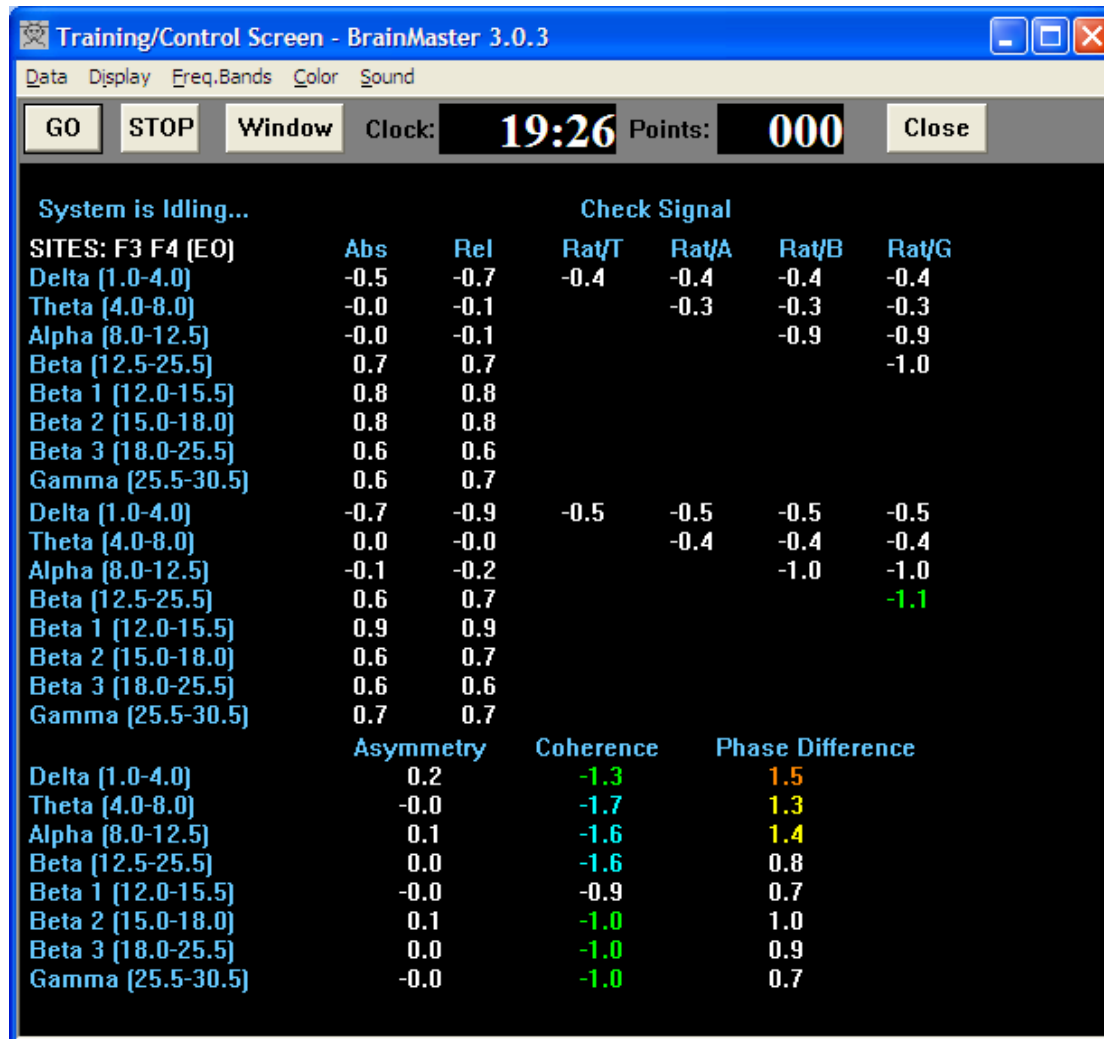 Training/Control Screen - BrainMaster 3.0.3
Data Display Freq.Bands Color Sound
GO STOP Window Clock: 19:26 Points: 000 Close
System is Idling... Check Signal
SITES: F3 F4 (EO) Abs Rel Rat/T Rat/A Rat/B Rat/G
Delta (1.0-4.0) -0.5 -0.7 -0.4 -0.4 -0.4 -0.4
Theta (4.0-8.0) -0.0 -0.1 -0.3 -0.3 -0.3
Alpha (8.0-12.5) -0.0 -0.1 -0.9 -0.9
Beta (12.5-25.5) 0.7 0.7 -1.0
Beta 1 (12.0-15.5) 0.8 0.8
Beta 2 (15.0-18.0) 0.8 0.8
Beta 3 (18.0-25.5) 0.6 0.6
Gamma (25.5-30.5) 0.6 0.7
Delta (1.0-4.0) -0.7 -0.9 -0.5 -0.5 -0.5 -0.5
Theta (4.0-8.0) 0.0 -0.0 -0.4 -0.4 -0.4
Alpha (8.0-12.5) -0.1 -0.2 -1.0 -1.0
Beta (12.5-25.5) 0.6 0.7 -1.1
Beta 1 (12.0-15.5) 0.9 0.9
Beta 2 (15.0-18.0) 0.6 0.7
Beta 3 (18.0-25.5) 0.6 0.6
Gamma (25.5-30.5) 0.7 0.7
Asymmetry Coherence Phase Difference
Delta (1.0-4.0) 0.2 -1.3 1.5
Theta (4.0-8.0) -0.0 -1.7 1.3
Alpha (8.0-12.5) 0.1 -1.6 1.4
Beta (12.5-25.5) 0.0 -1.6 0.8
Beta 1 (12.0-15.5) -0.0 -0.9 0.7
Beta 2 (15.0-18.0) 0.1 -1.0 1.0
Beta 3 (18.0-25.5) 0.0 -1.0 0.9
Gamma (25.5-30.5) -0.0 -1.0 0.7